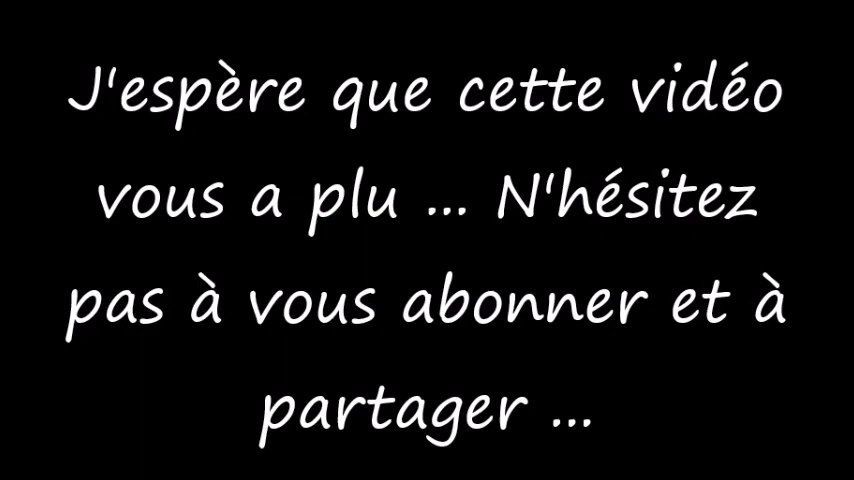 J'espère que cette vidéo
vous a plu ... N'hésitez
pas à vous abonner et à
partager ...